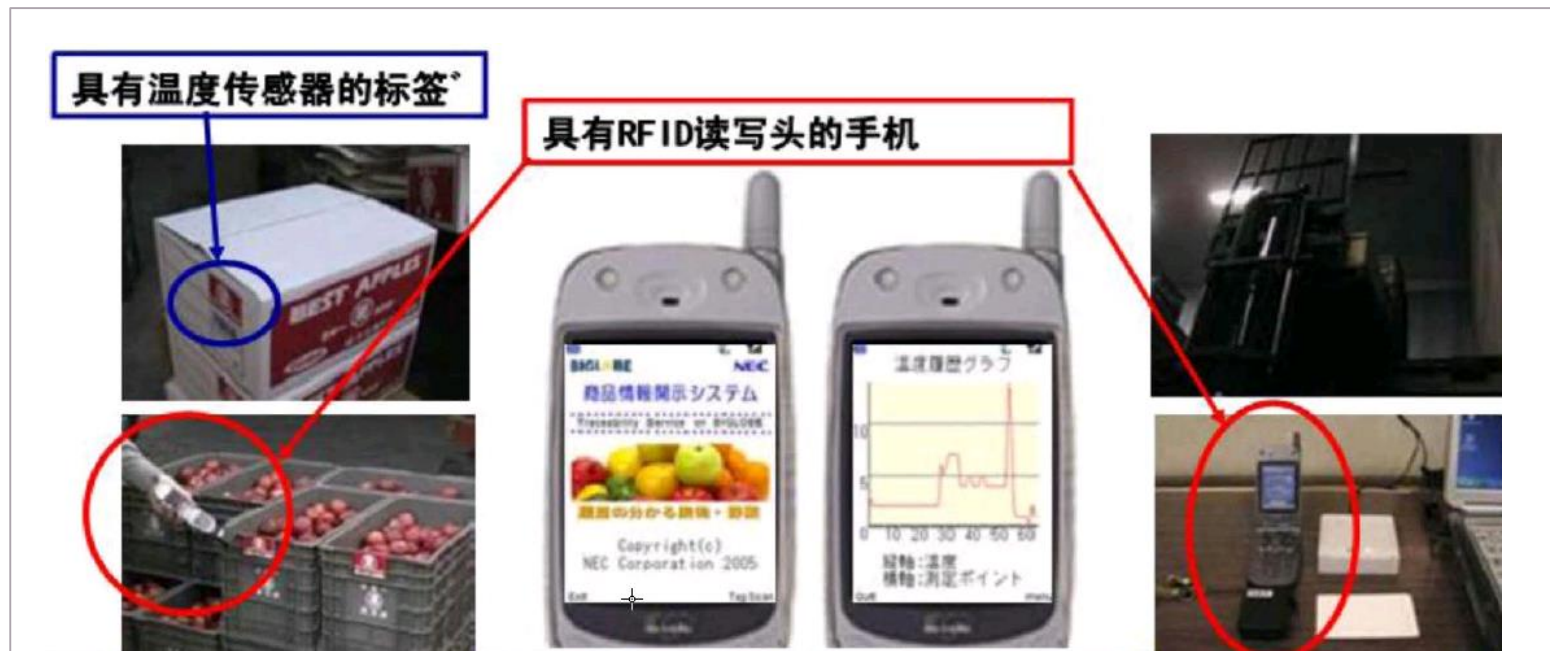 具有温度传感器的标签゛
具有RFID读写头的手机
BEST APPLES
BIGLOBE NEC
商品情報開示システム
Traceability Service on BIGLOBE
履歴の分かる果物・野菜
Copyright(c)
NEC Corporation 2005
Exit Tag Scan
温度履歴グラフ
10
5
0 10 20 30 40 50 60
縦軸:温度
横軸:測定ポイント
Quit menu